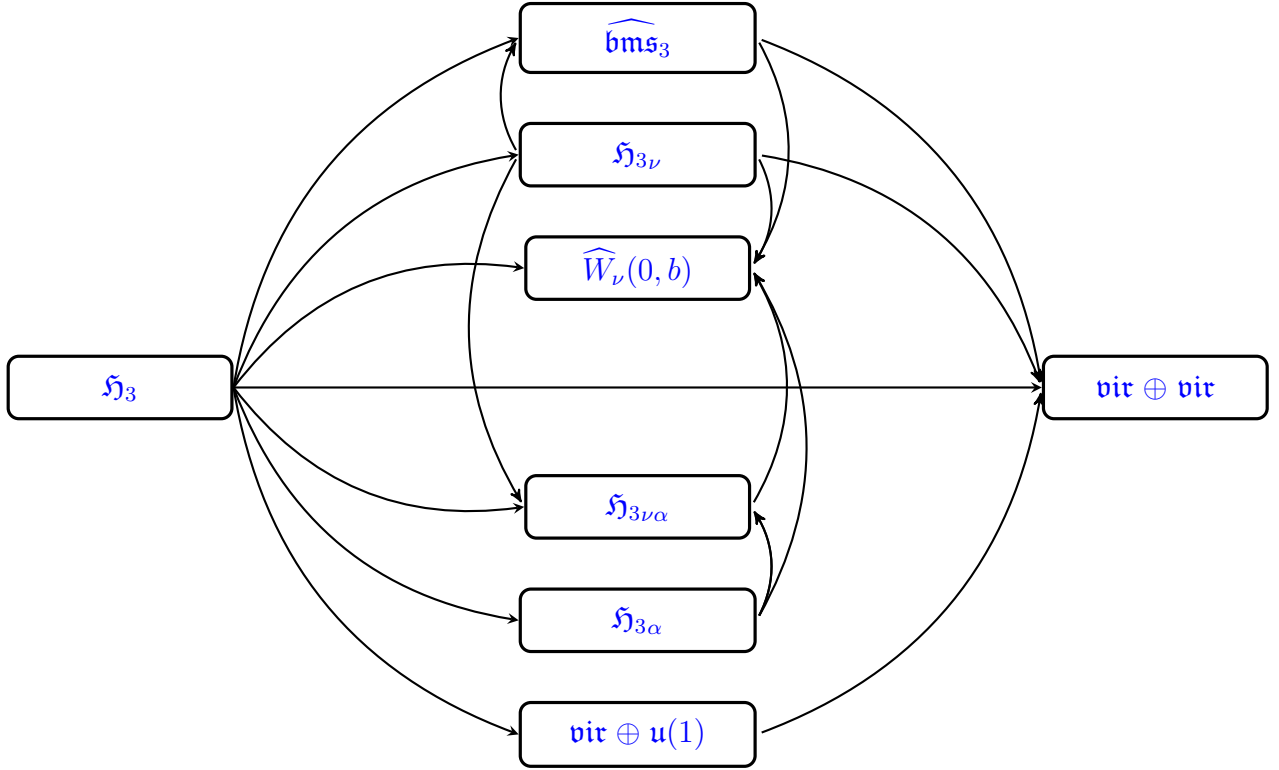 $\widehat{\mathfrak{bms}}_3$
$\mathfrak{H}_{3\nu}$
$\widehat{W}_{\nu}(0, b)$
$\mathfrak{H}_3$
$\mathfrak{vir} \oplus \mathfrak{vir}$
$\mathfrak{H}_{3\nu\alpha}$
$\mathfrak{H}_{3\alpha}$
$\mathfrak{vir} \oplus \mathfrak{u}(1)$